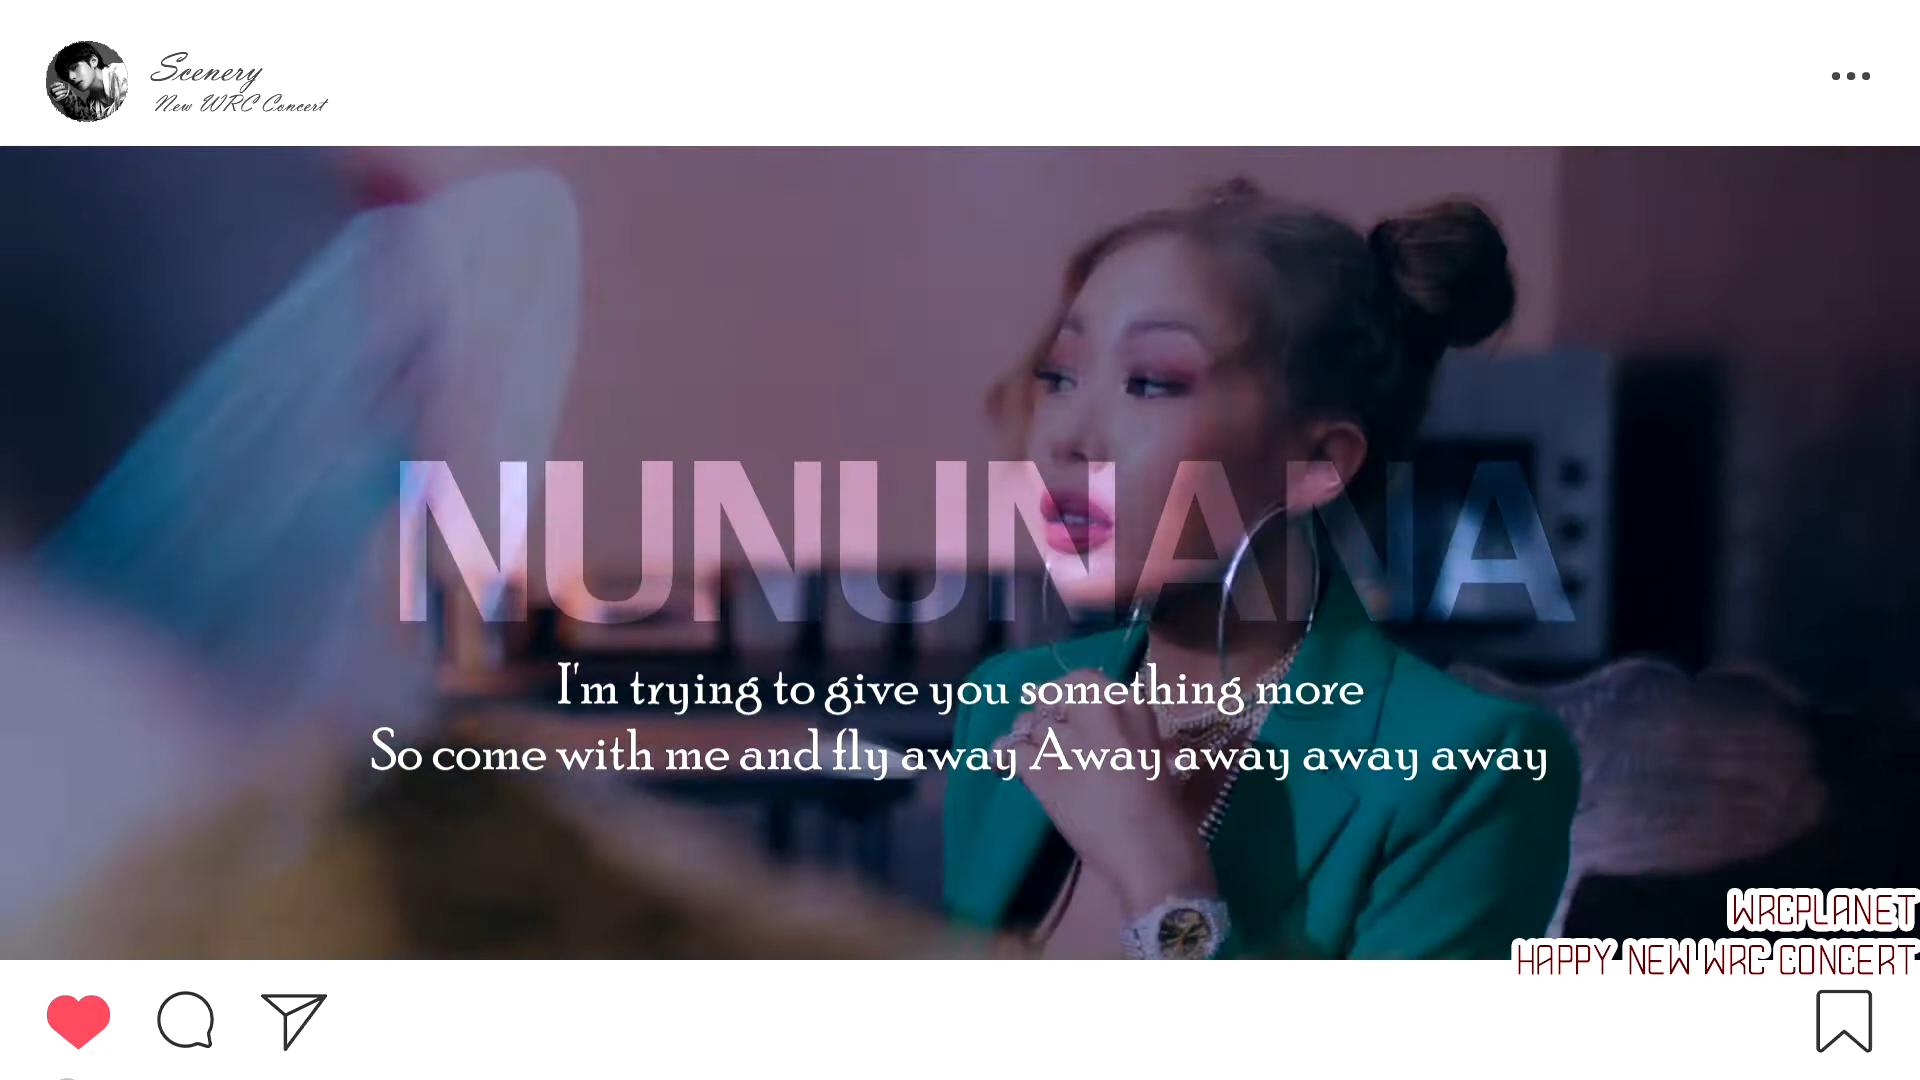 Scenery
New WRC Concert
NUNUNANA
I'm trying to give you something more
So come with me and fly away Away away away away
WRCPLANET
HAPPY NEW WRC CONCERT